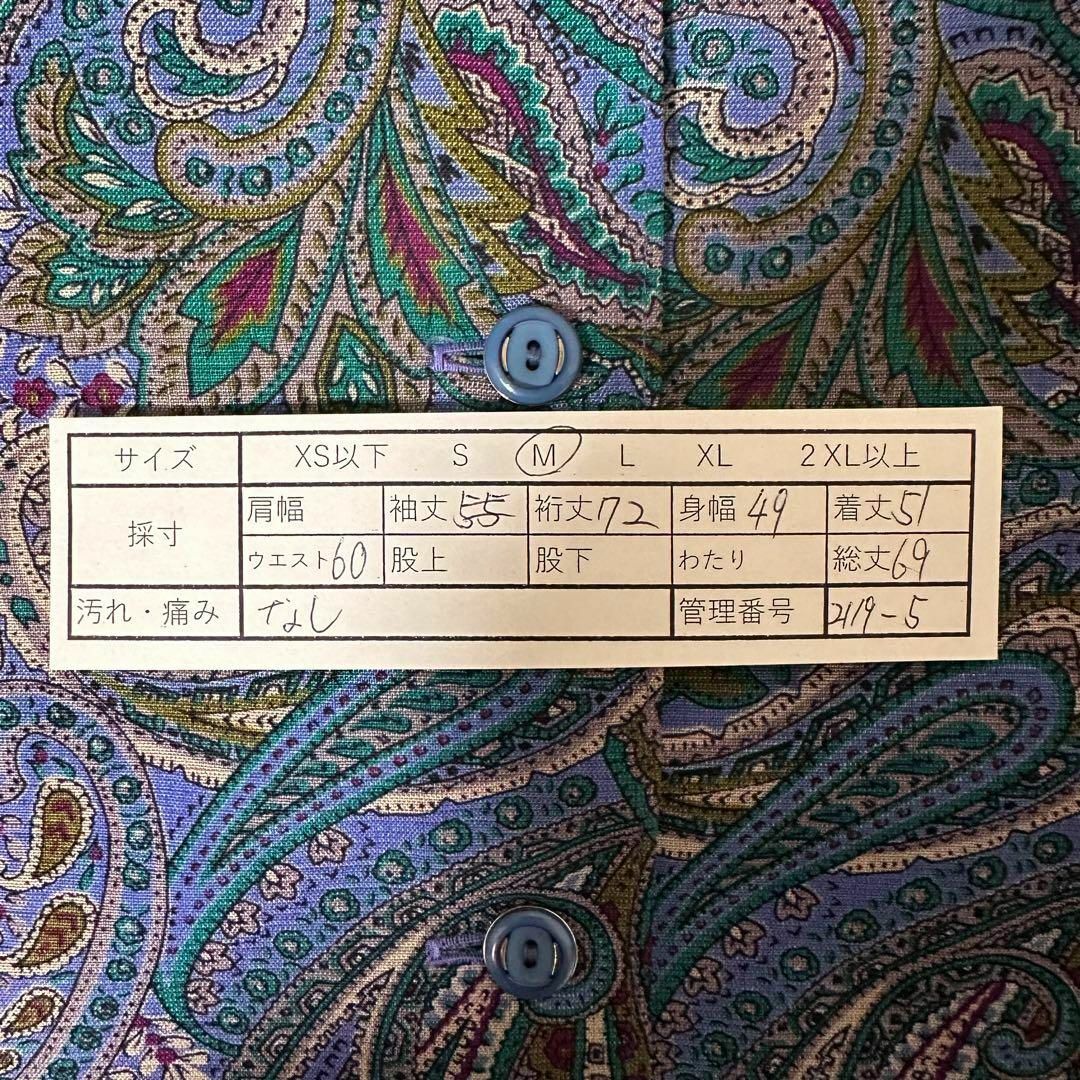 サイズ XS以下 S M L XL 2XL以上
採寸 肩幅 袖丈55 裄丈72 身幅49 着丈51
ウエスト60 股上 股下 わたり 総丈69
汚れ・痛み なし 管理番号 2119-5